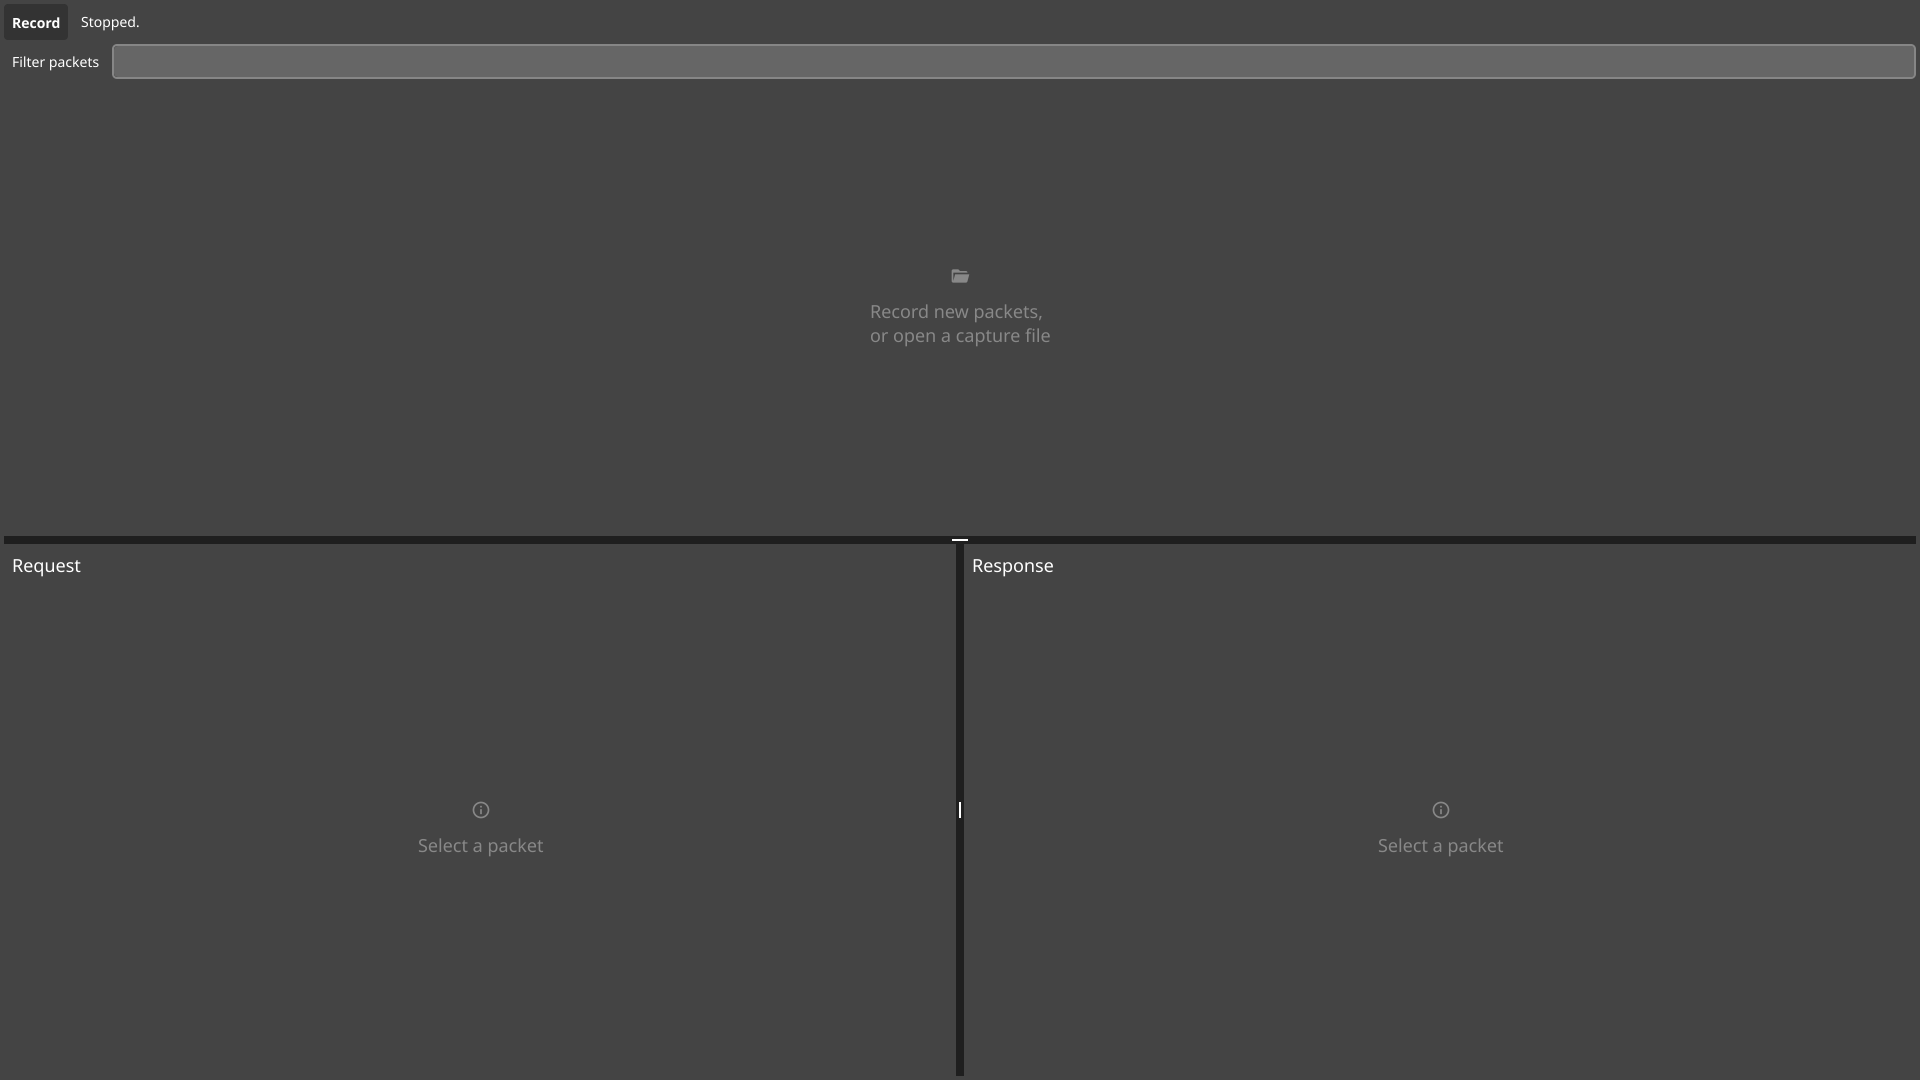 Record
Stopped.
Filter packets
Record new packets,
or open a capture file
Request
Response
Select a packet
Select a packet